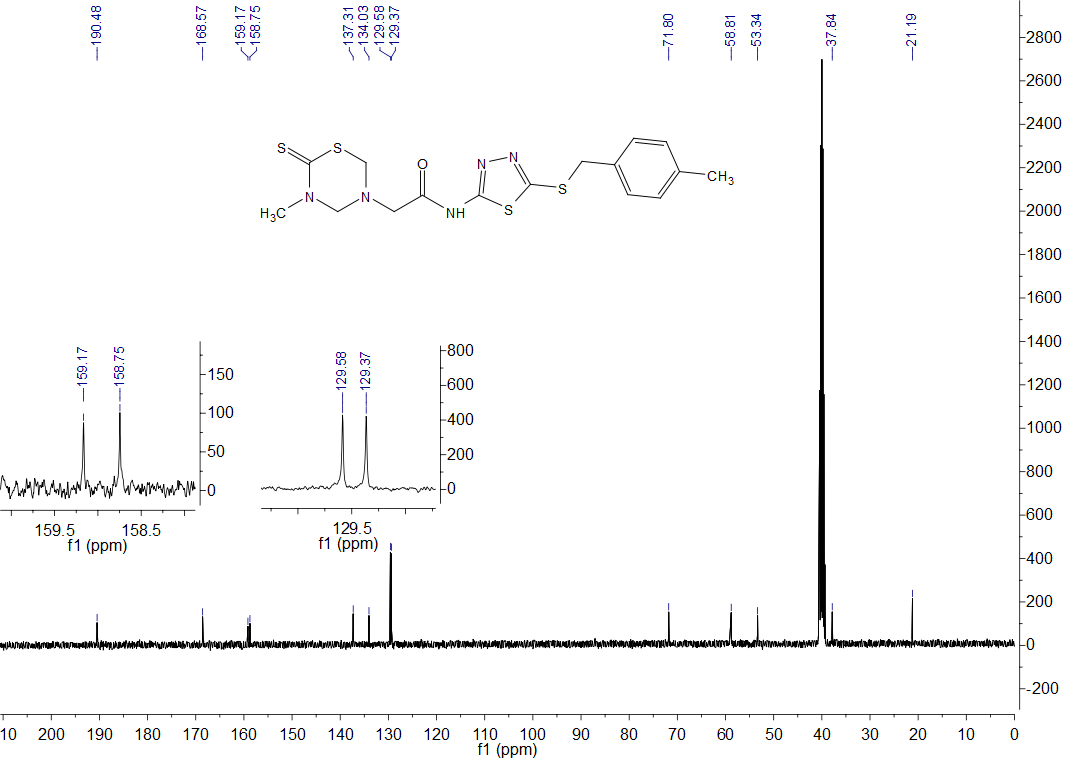 190.48
168.57
159.17
158.75
137.31
134.03
129.58
129.37
71.80
58.81
53.34
37.84
21.19
2800
2600
2400
2200
2000
1800
1600
1400
1200
1000
800
600
400
200
0
-200
S
S
N
H3C
N
O
NH
N
N
S
S
CH3
159.17
158.75
150
100
50
0
159.5 158.5
f1 (ppm)
129.58
129.37
800
600
400
200
0
129.5
f1 (ppm)
10 200 190 180 170 160 150 140 130 120 110 100 90 80 70 60 50 40 30 20 10 0
f1 (ppm)